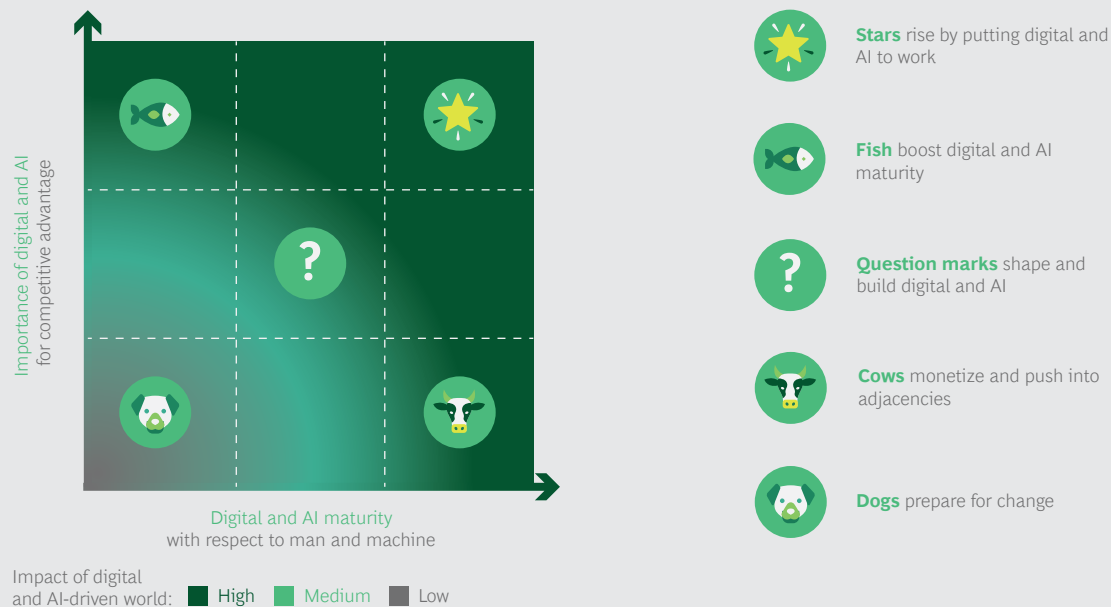 Importance of digital and AI
for competitive advantage
?
Digital and AI maturity
with respect to man and machine
Impact of digital
and AI-driven world: High Medium Low
Stars rise by putting digital and
AI to work
Fish boost digital and AI
maturity
?
Question marks shape and
build digital and AI
Cows monetize and push into
adjacencies
Dogs prepare for change